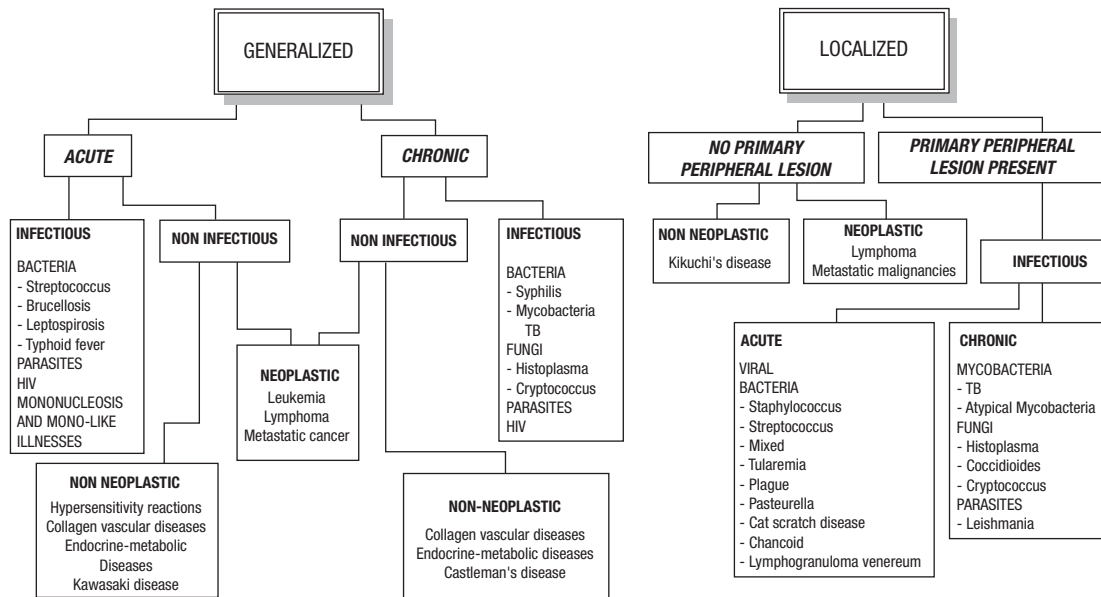 GENERALIZED
ACUTE
INFECTIOUS
BACTERIA
- Streptococcus
- Brucellosis
- Leptospirosis
- Typhoid fever
PARASITES
HIV
MONONUCLEOSIS
AND MONO-LIKE
ILLNESSES
NON INFECTIOUS
NON NEOPLASTIC
Hypersensitivity reactions
Collagen vascular diseases
Endocrine-metabolic
Diseases
Kawasaki disease
NEOPLASTIC
Leukemia
Lymphoma
Metastatic cancer
CHRONIC
NON INFECTIOUS
NON-NEOPLASTIC
Collagen vascular diseases
Endocrine-metabolic diseases
Castleman's disease
INFECTIOUS
BACTERIA
- Syphilis
- Mycobacteria
TB
FUNGI
- Histoplasma
- Cryptococcus
PARASITES
HIV
LOCALIZED
NO PRIMARY
PERIPHERAL LESION
NON NEOPLASTIC
Kikuchi's disease
NEOPLASTIC
Lymphoma
Metastatic malignancies
PRIMARY PERIPHERAL
LESION PRESENT
INFECTIOUS
ACUTE
VIRAL
BACTERIA
- Staphylococcus
- Streptococcus
- Mixed
- Tularemia
- Plague
- Pasteurella
- Cat scratch disease
- Chancoid
- Lymphogranuloma venereum
CHRONIC
MYCOBACTERIA
- TB
- Atypical Mycobacteria
FUNGI
- Histoplasma
- Coccidioides
- Cryptococcus
PARASITES
- Leishmania